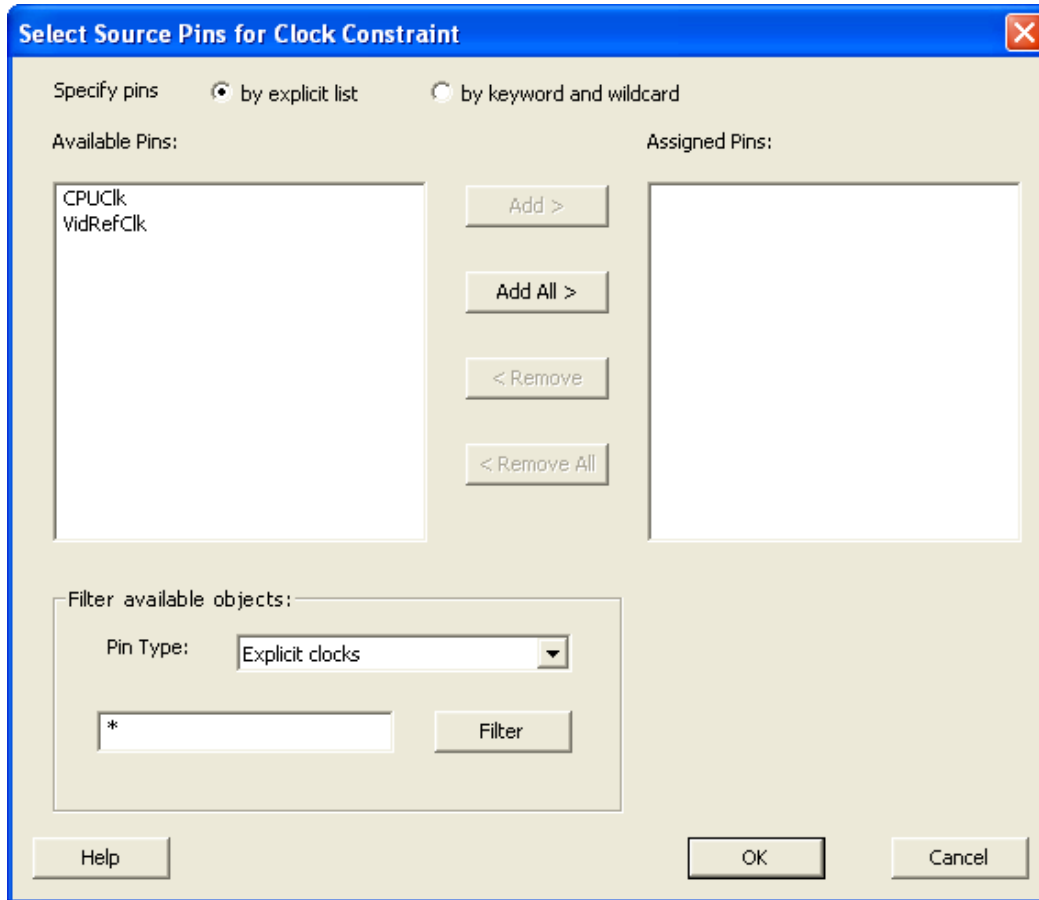 Select Source Pins for Clock Constraint
Specify pins by explicit list by keyword and wildcard
Available Pins: Assigned Pins:
CPUClk
VidRefClk
Add >
Add All >
< Remove
< Remove All
Filter available objects:
Pin Type: Explicit clocks
* Filter
Help OK Cancel